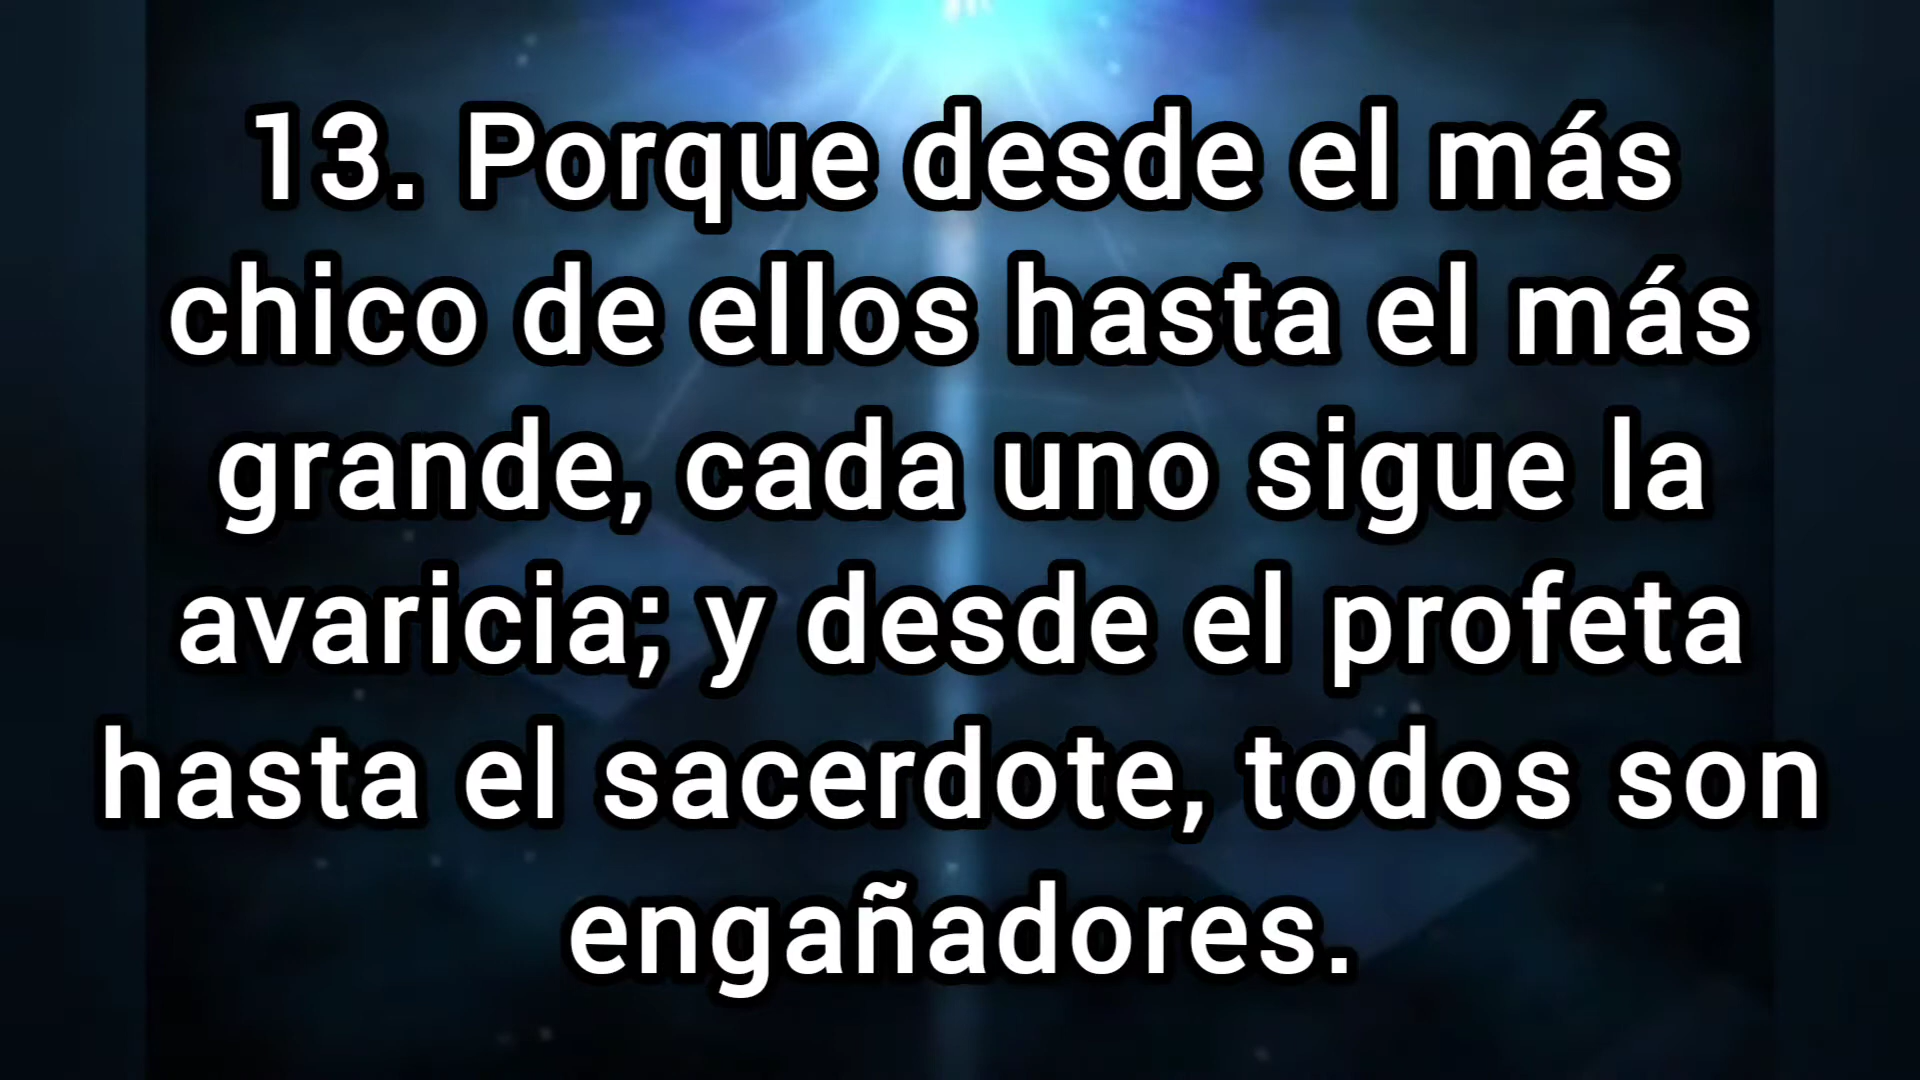 13. Porque desde el más
chico de ellos hasta el más
grande, cada uno sigue la
avaricia; y desde el profeta
hasta el sacerdote, todos son
engañadores.